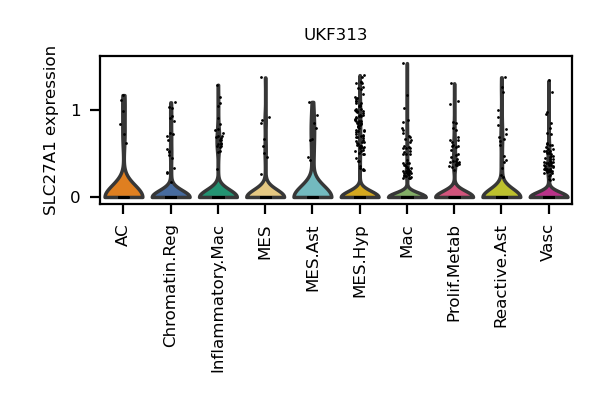 UKF313
SLC27A1 expression
1
0
AC
Chromatin.Reg
Inflammatory.Mac
MES
MES.Ast
MES.Hyp
Mac
Prolif.Metab
Reactive.Ast
Vasc